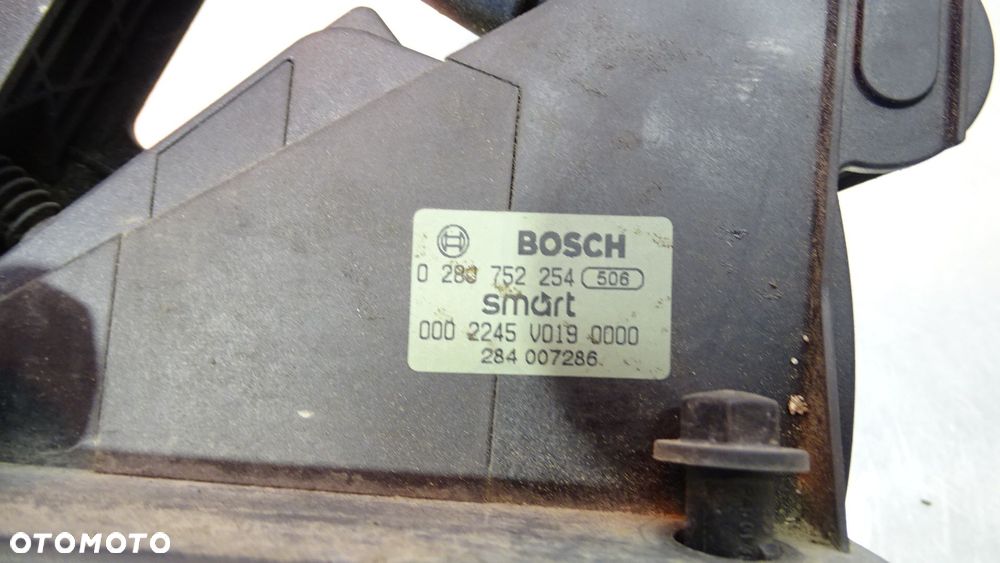 BOSCH
0 280 752 254 506
smart
000 2245 V019 0000
284 007286
OTOMOTO